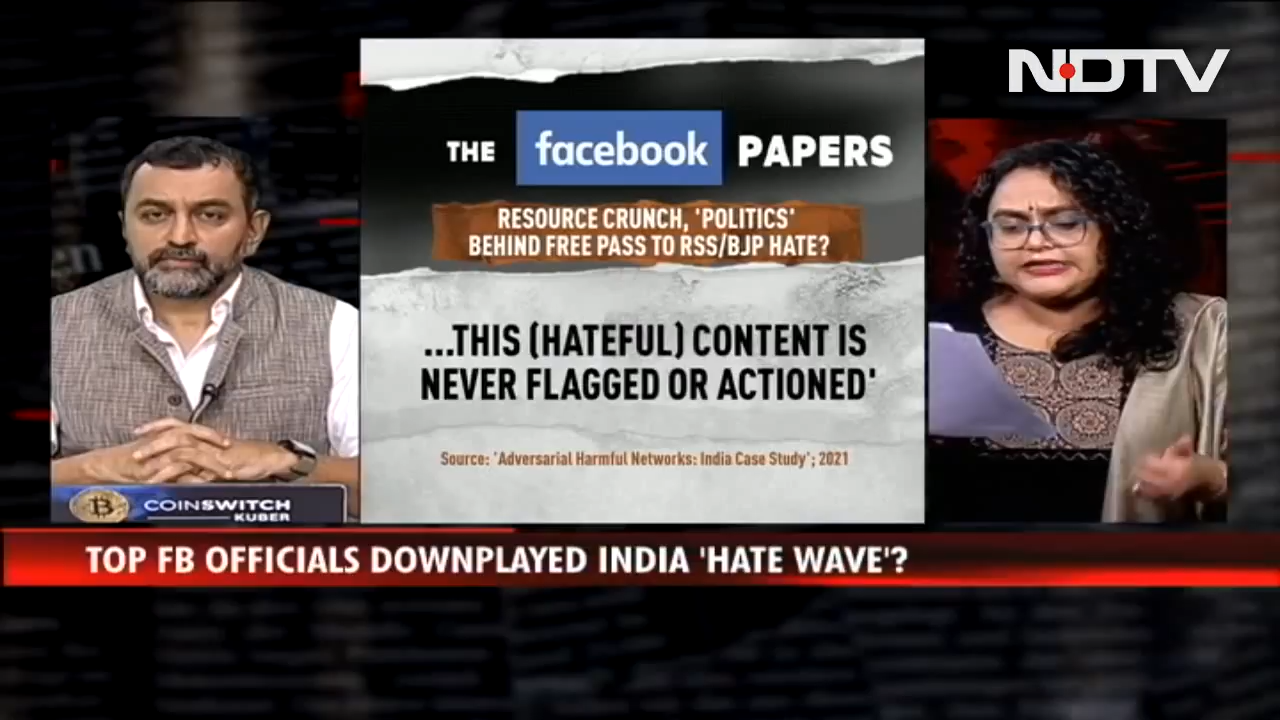 NDTV
THE facebook PAPERS
RESOURCE CRUNCH, 'POLITICS'
BEHIND FREE PASS TO RSS/BJP HATE?
...THIS (HATEFUL) CONTENT IS
NEVER FLAGGED OR ACTIONED'
Source: 'Adversarial Harmful Networks: India Case Study'; 2021
COINSWITCH
KUBER
TOP FB OFFICIALS DOWNPLAYED INDIA 'HATE WAVE'?